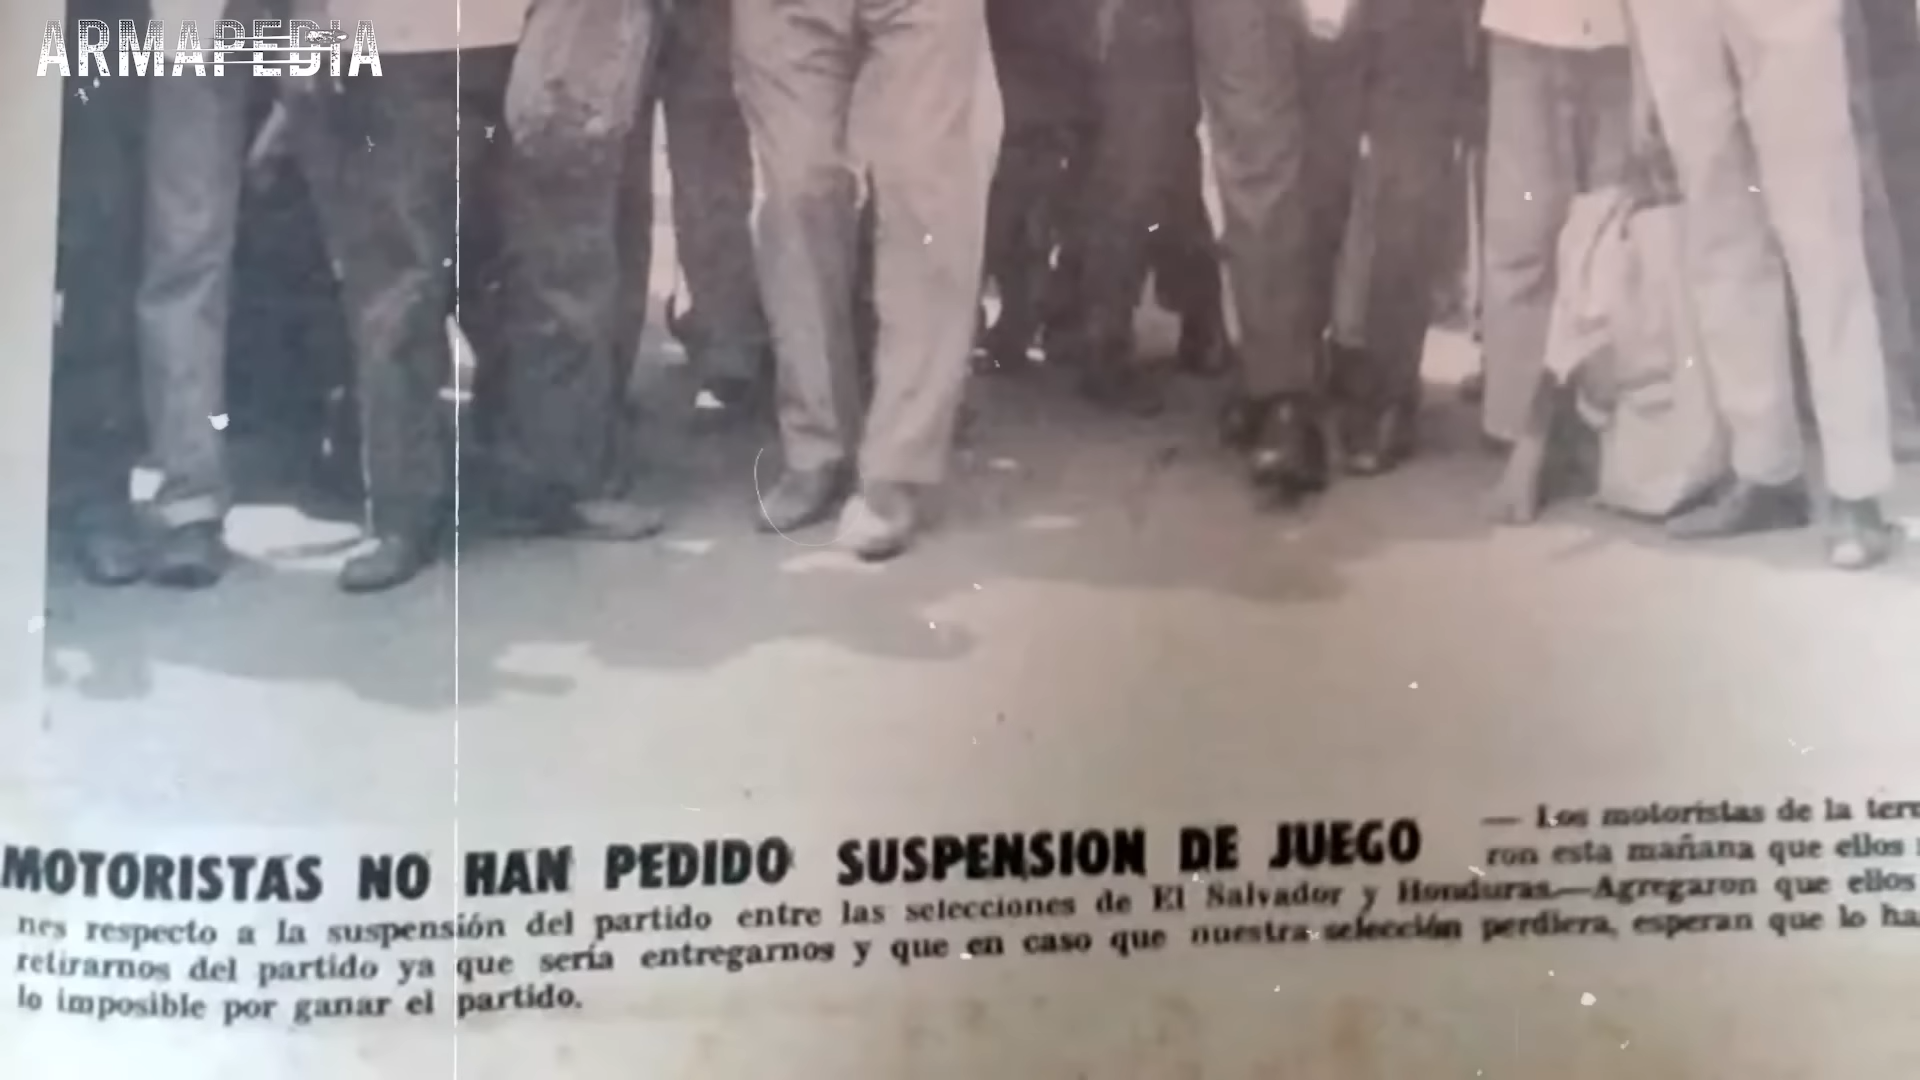 ARMAPEDIA
MOTORISTAS NO HAN PEDIDO SUSPENSION DE JUEGO — Los motoristas de la
ron esta mañana que ellos
nes respecto a la suspensión del partido entre las selecciones de El Salvador y Honduras.—Agregaron que ellos
retirarnos del partido ya que sería entregarnos y que en caso que nuestra selección perdiera, esperan que lo
lo imposible por ganar el partido.